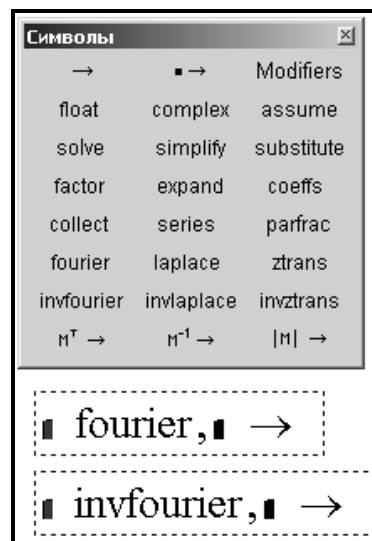 Символы
→ ▪ → Modifiers
float complex assume
solve simplify substitute
factor expand coeffs
collect series parfrac
fourier laplace ztrans
invfourier invlaplace invztrans
Mᵀ → M⁻¹ → |M| →
▪ fourier,▪ →
▪ invfourier,▪ →